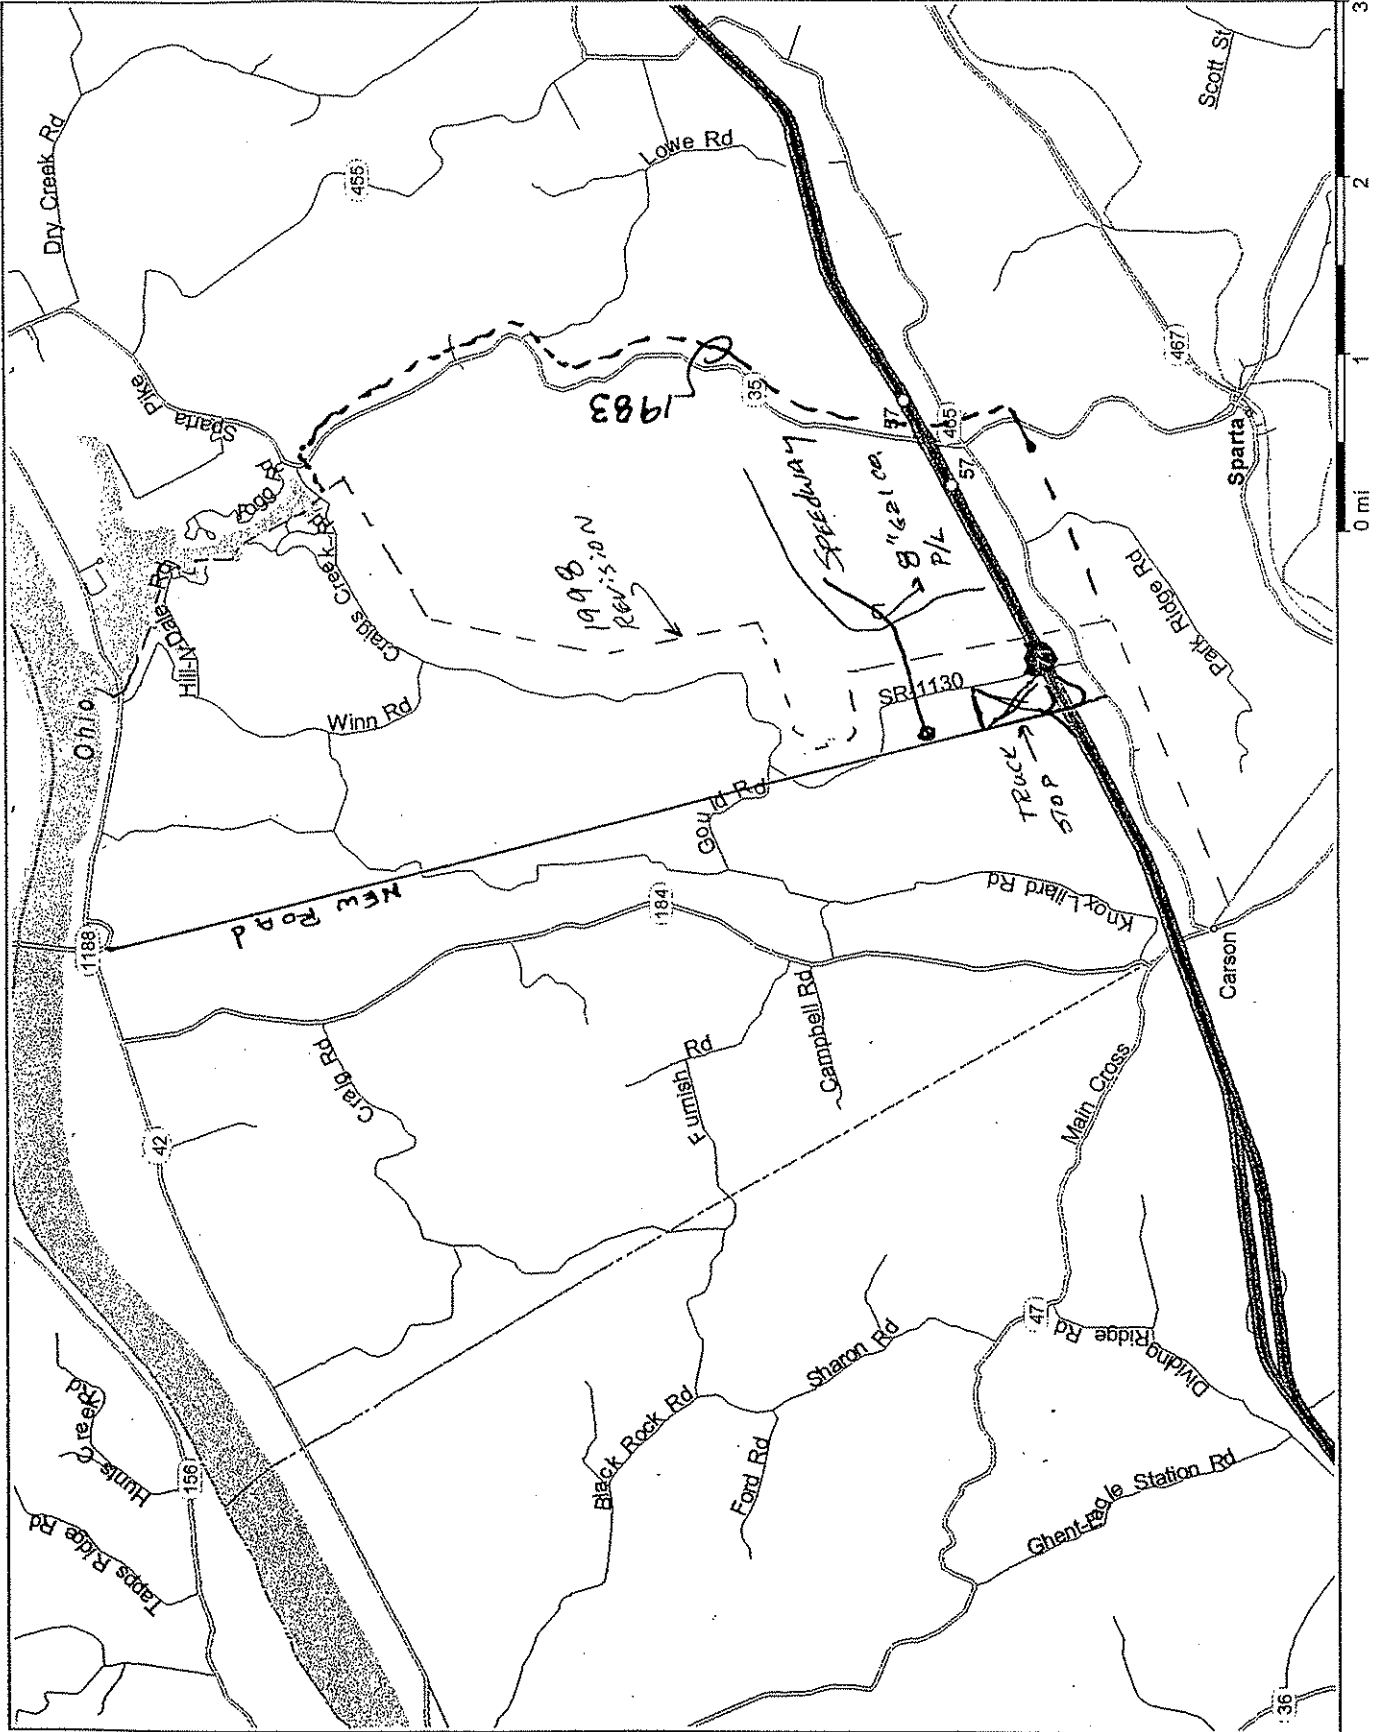 Tapps Ridge Rd
Hunts Creek Rd
156
Ohio
1188
42
Hill-N-Dale Rd
Fagg Rd
Sparta
Pike
Dry Creek Rd
Craigs Creek Rd
Winn Rd
455
NEW ROAD
Craig Rd
184
Gould Rd
1998
REVISION
1983
35
Lowe Rd
Black Rock Rd
Ford Rd
Sharon Rd
Furnish Rd
Campbell Rd
Knox Lillard Rd
SPEEDWAY
8"
P/L
SR 1130
TRUCK
STOP
71
57
57
465
47
Main Cross
Dividing Ridge Rd
Ghent-Eagle Station Rd
Carson
Park Ridge Rd
Sparta
467
Scott St
36
0 mi
1
2
3